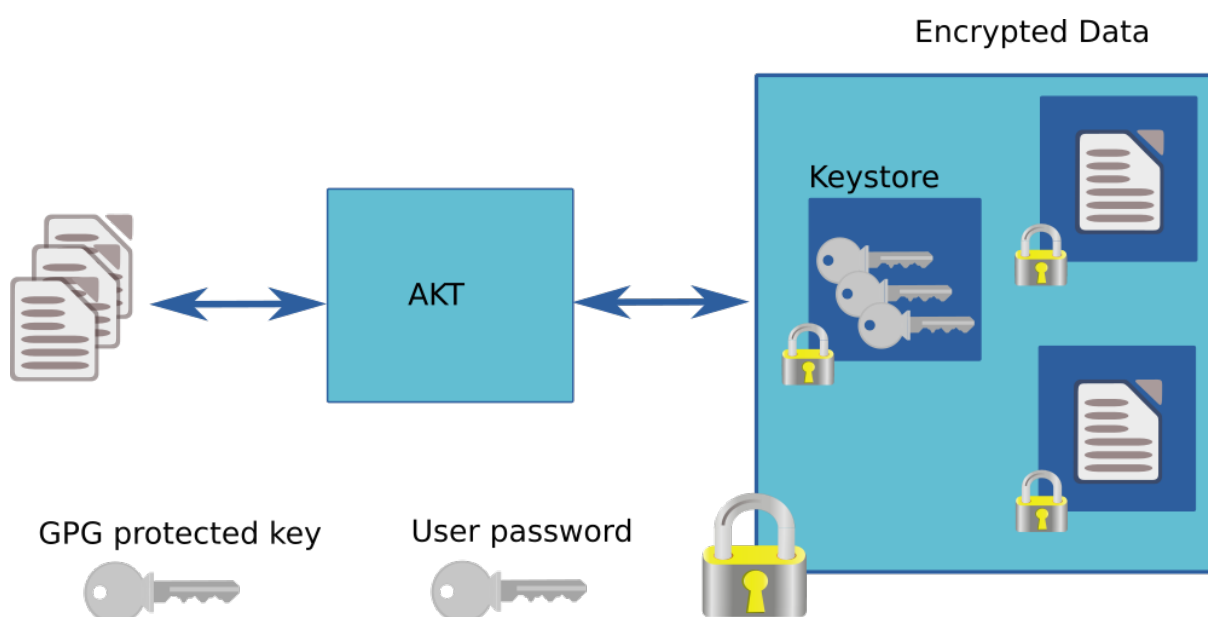 Encrypted Data
Keystore
AKT
GPG protected key
User password